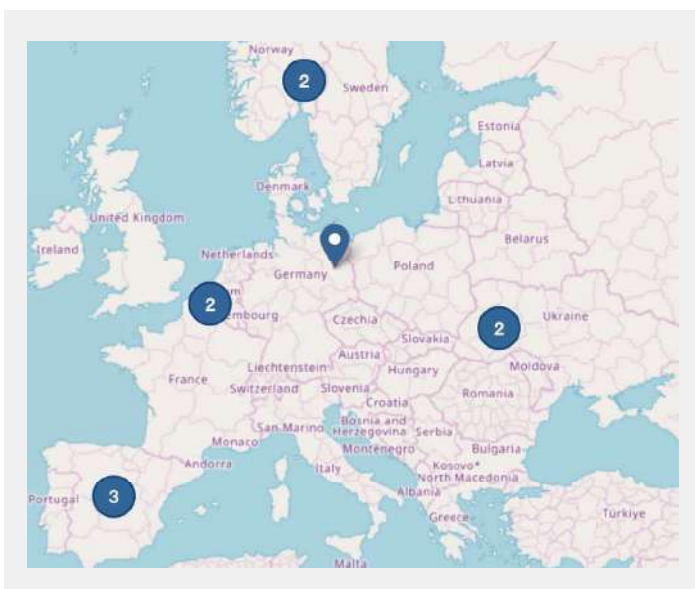 Norway
2
Sweden
Estonia
Latvia
Denmark
Lithuania
United Kingdom
Belarus
Ireland
Netherlands
Poland
Germany
2
embourg
Ukraine
2
Czechia
Slovakia
Austria
Moldova
Liechtenstein
Hungary
France
Switzerland
Slovenia
Romania
Croatia
San Marino
Bosnia and
Herzegovina
Serbia
Monaco
Montenegro
Bulgaria
Andorra
Italy
Kosovo*
North Macedonia
3
Portugal
Albania
Greece
Türkiye
Malta